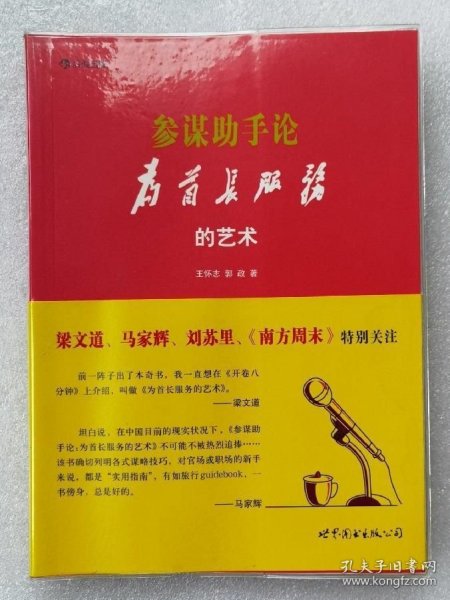 参谋助手论
为首长服务
的艺术
王怀志 郭 政 著
梁文道、马家辉、刘苏里、《南方周末》特别关注
前一阵子出了本奇书，我一直想在《开卷八
分钟》上介绍，叫做《为首长服务的艺术》。
——梁文道
坦白说，在中国目前的现实状况下，《参谋助
手论：为首长服务的艺术》不可能不被热烈追捧……
该书确切列明各式谋略技巧，对官场或职场的新手
来说，都是“实用指南”，有如旅行guidebook，一
书傍身，总是好的。
——马家辉
世界图书出版公司
孔夫子旧书网
www.kongfz.com